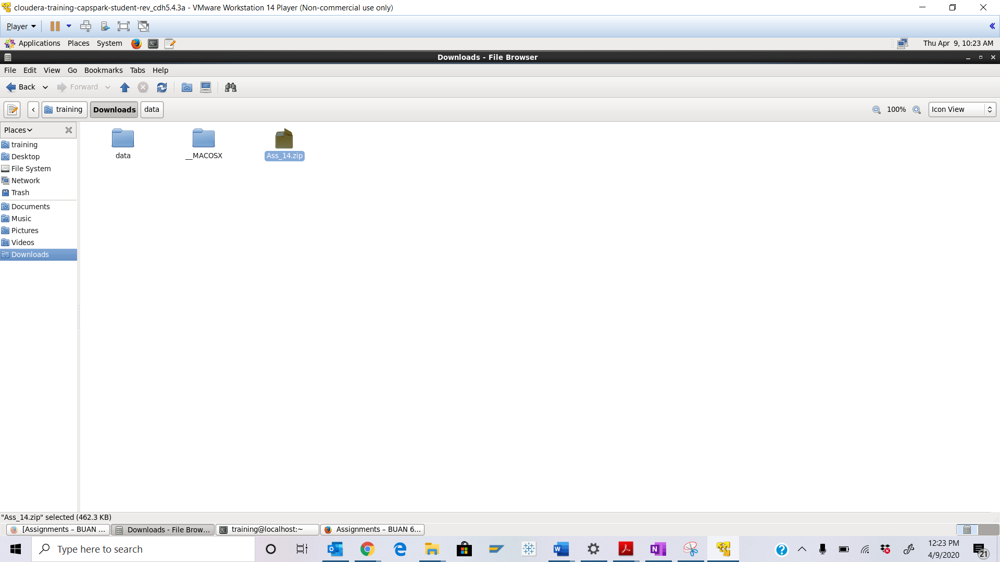 cloudera-training-capspark-student-rev_cdh5.4.3a - VMware Workstation 14 Player (Non-commercial use only)
Player
Applications Places System Thu Apr 9, 10:23 AM
Downloads - File Browser
File Edit View Go Bookmarks Tabs Help
Back Forward
training Downloads data 100% Icon View
Places
training
Desktop
File System
Network
Trash
Documents
Music
Pictures
Videos
Downloads
data __MACOSX Ass_14.zip
"Ass_14.zip" selected (462.3 KB)
[Assignments – BUAN ... Downloads - File Brow... training@localhost:~ Assignments – BUAN 6...
Type here to search
12:23 PM
4/9/2020
21